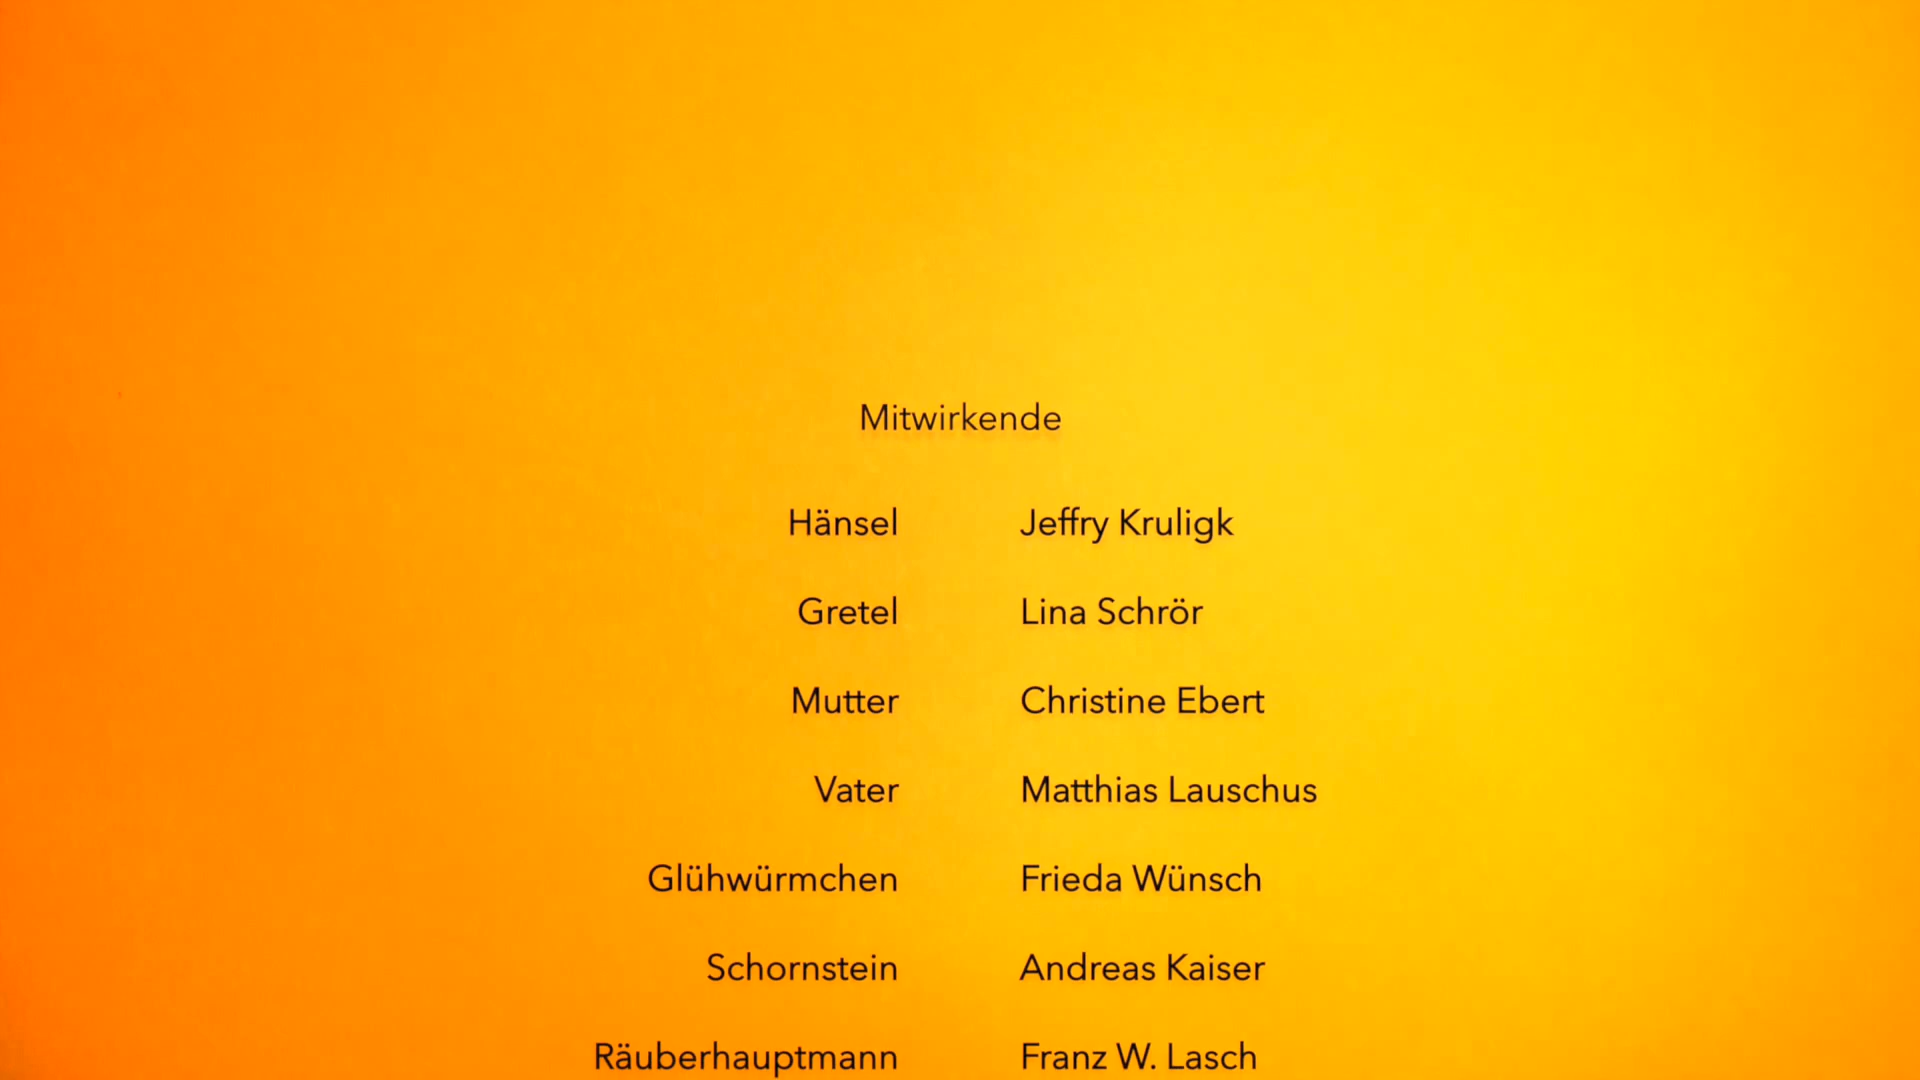 Mitwirkende
Hänsel Jeffry Kruligk
Gretel Lina Schrör
Mutter Christine Ebert
Vater Matthias Lauschus
Glühwürmchen Frieda Wünsch
Schornstein Andreas Kaiser
Räuberhauptmann Franz W. Lasch